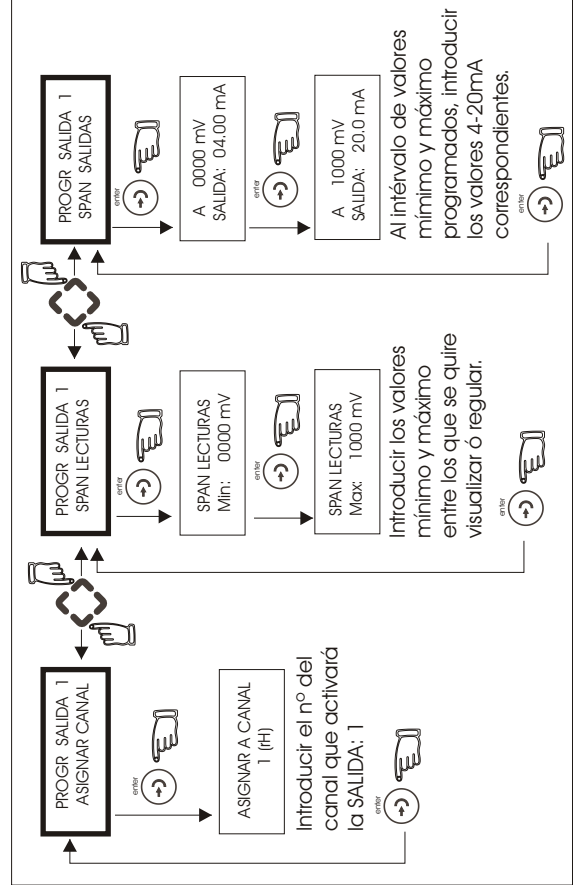 PROGR SALIDA 1
ASIGNAR CANAL
enter
ASIGNAR A CANAL
1 (rH)
Introducir el nº del
canal que activará
la SALIDA: 1
enter
PROGR SALIDA 1
SPAN LECTURAS
enter
SPAN LECTURAS
Min: 0000 mV
enter
SPAN LECTURAS
Max: 1000 mV
Introducir los valores
mínimo y máximo
entre los que se quire
visualizar ó regular.
enter
PROGR SALIDA 1
SPAN SALIDAS
enter
A 0000 mV
SALIDA: 04.00 mA
enter
A 1000 mV
SALIDA: 20.0 mA
Al intérvalo de valores
mímimo y máximo
programados, introducir
los valores 4-20mA
correspondientes.
enter